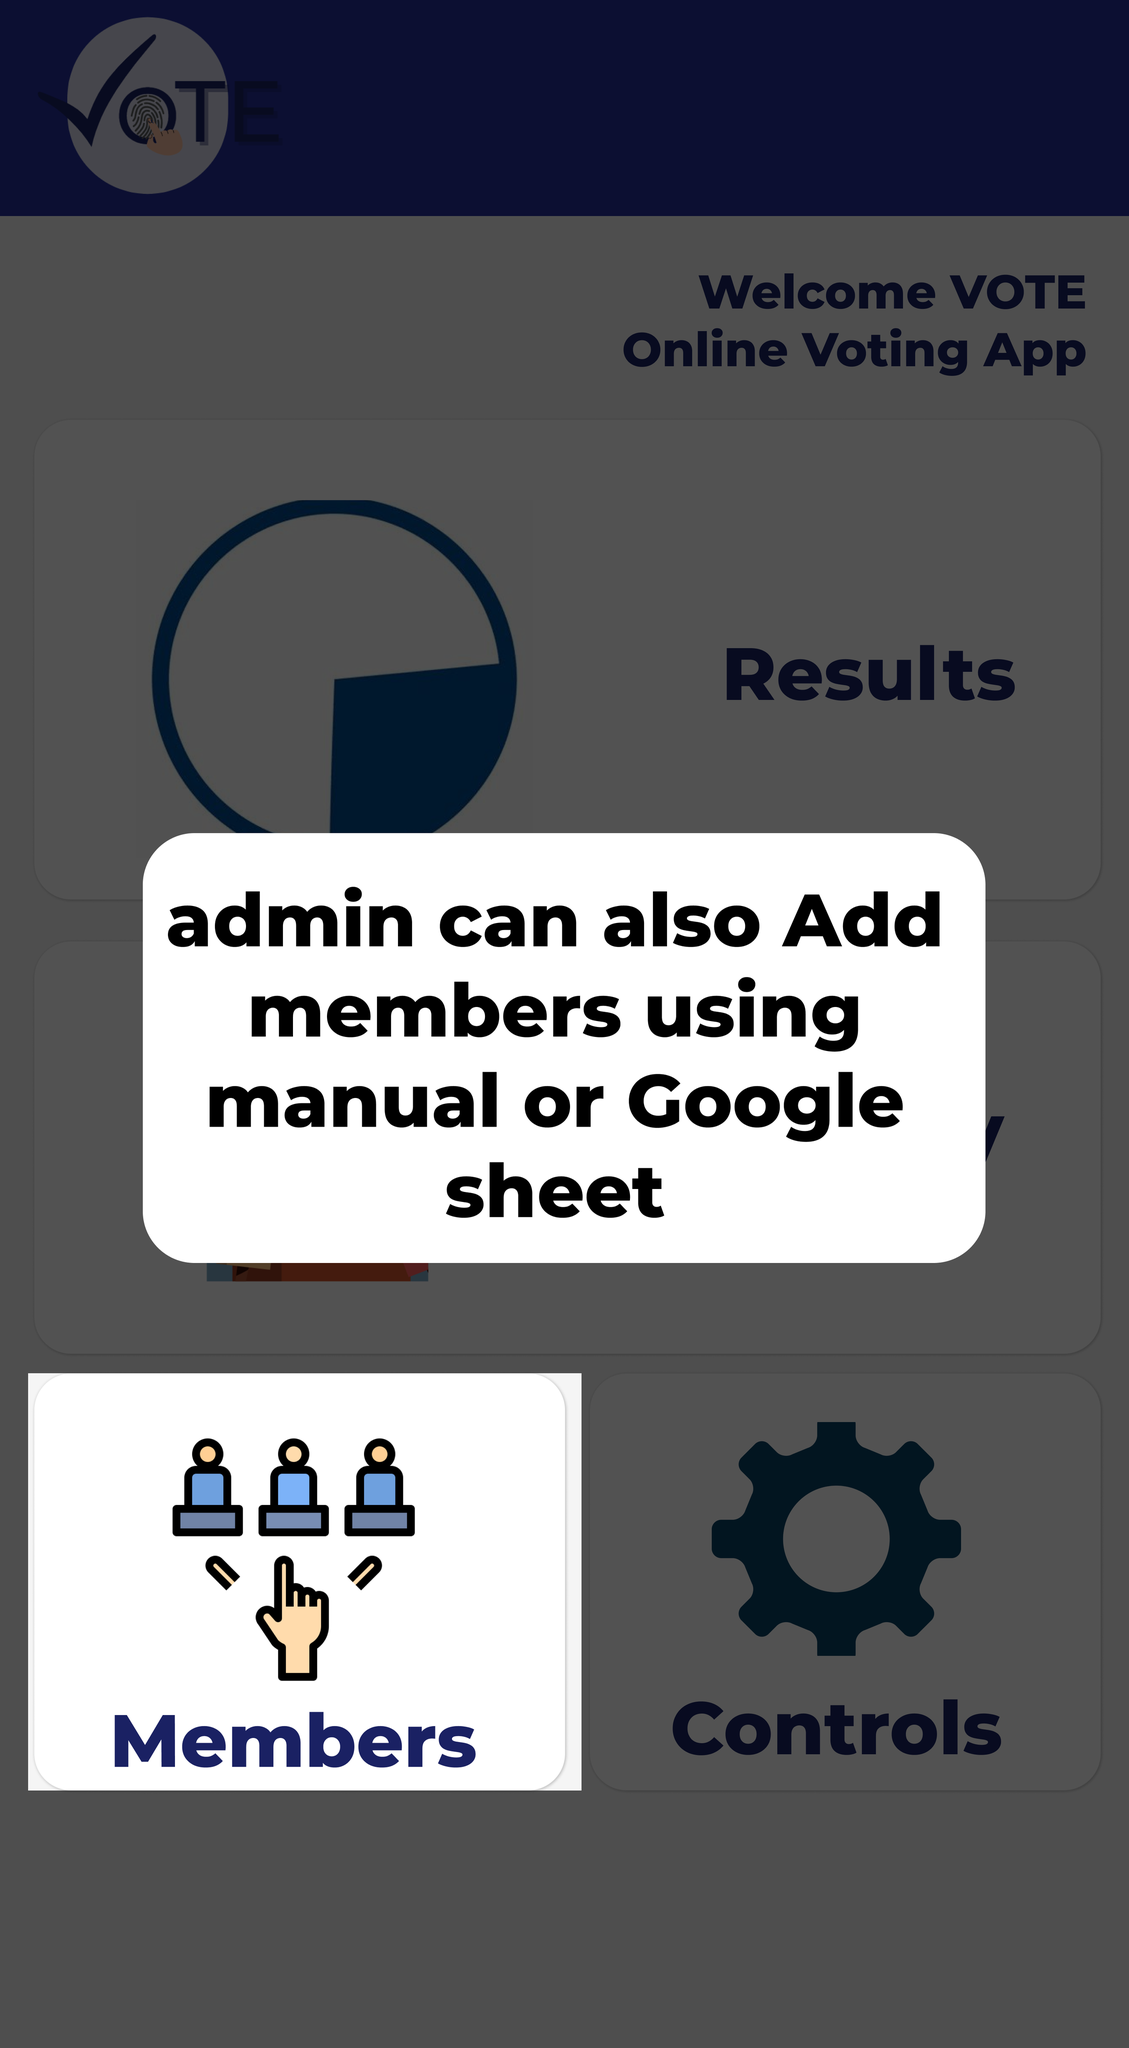 VOTE
Welcome VOTE
Online Voting App
Results
admin can also Add
members using
manual or Google
sheet
Members
Controls